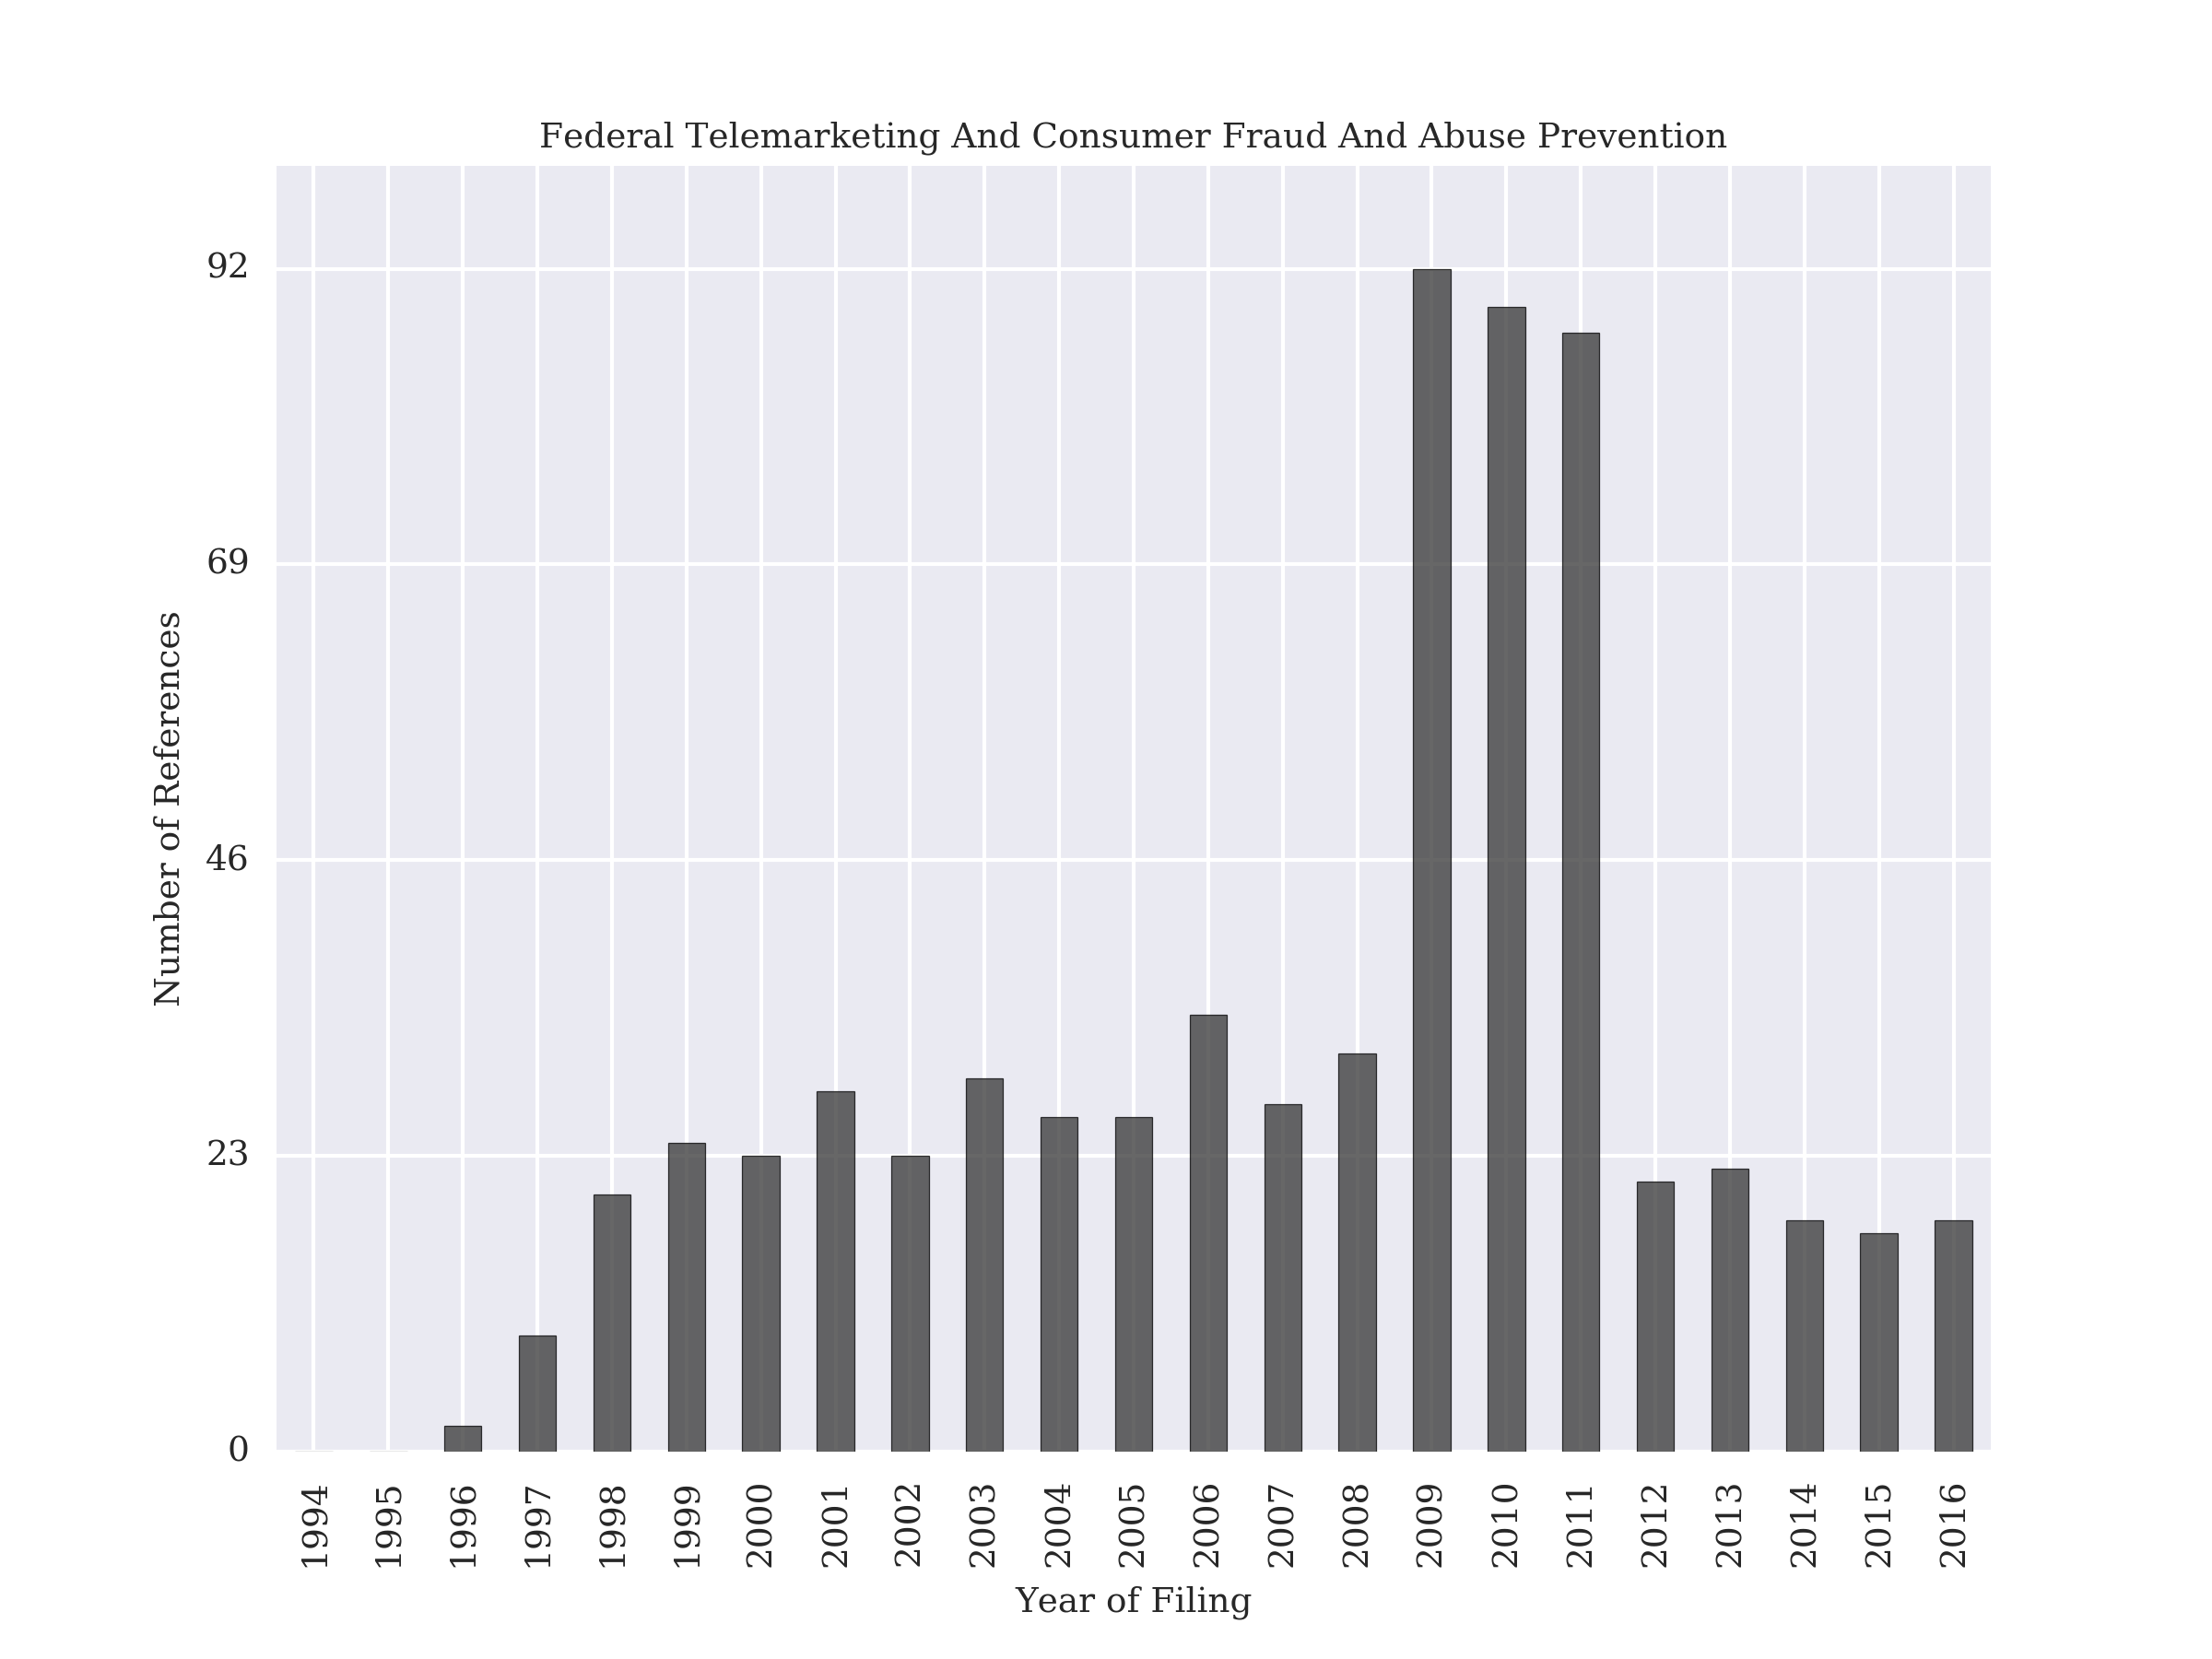 Federal Telemarketing And Consumer Fraud And Abuse Prevention
92
69
46
23
0
Number of References
1994 1995 1996 1997 1998 1999 2000 2001 2002 2003 2004 2005 2006 2007 2008 2009 2010 2011 2012 2013 2014 2015 2016
Year of Filing